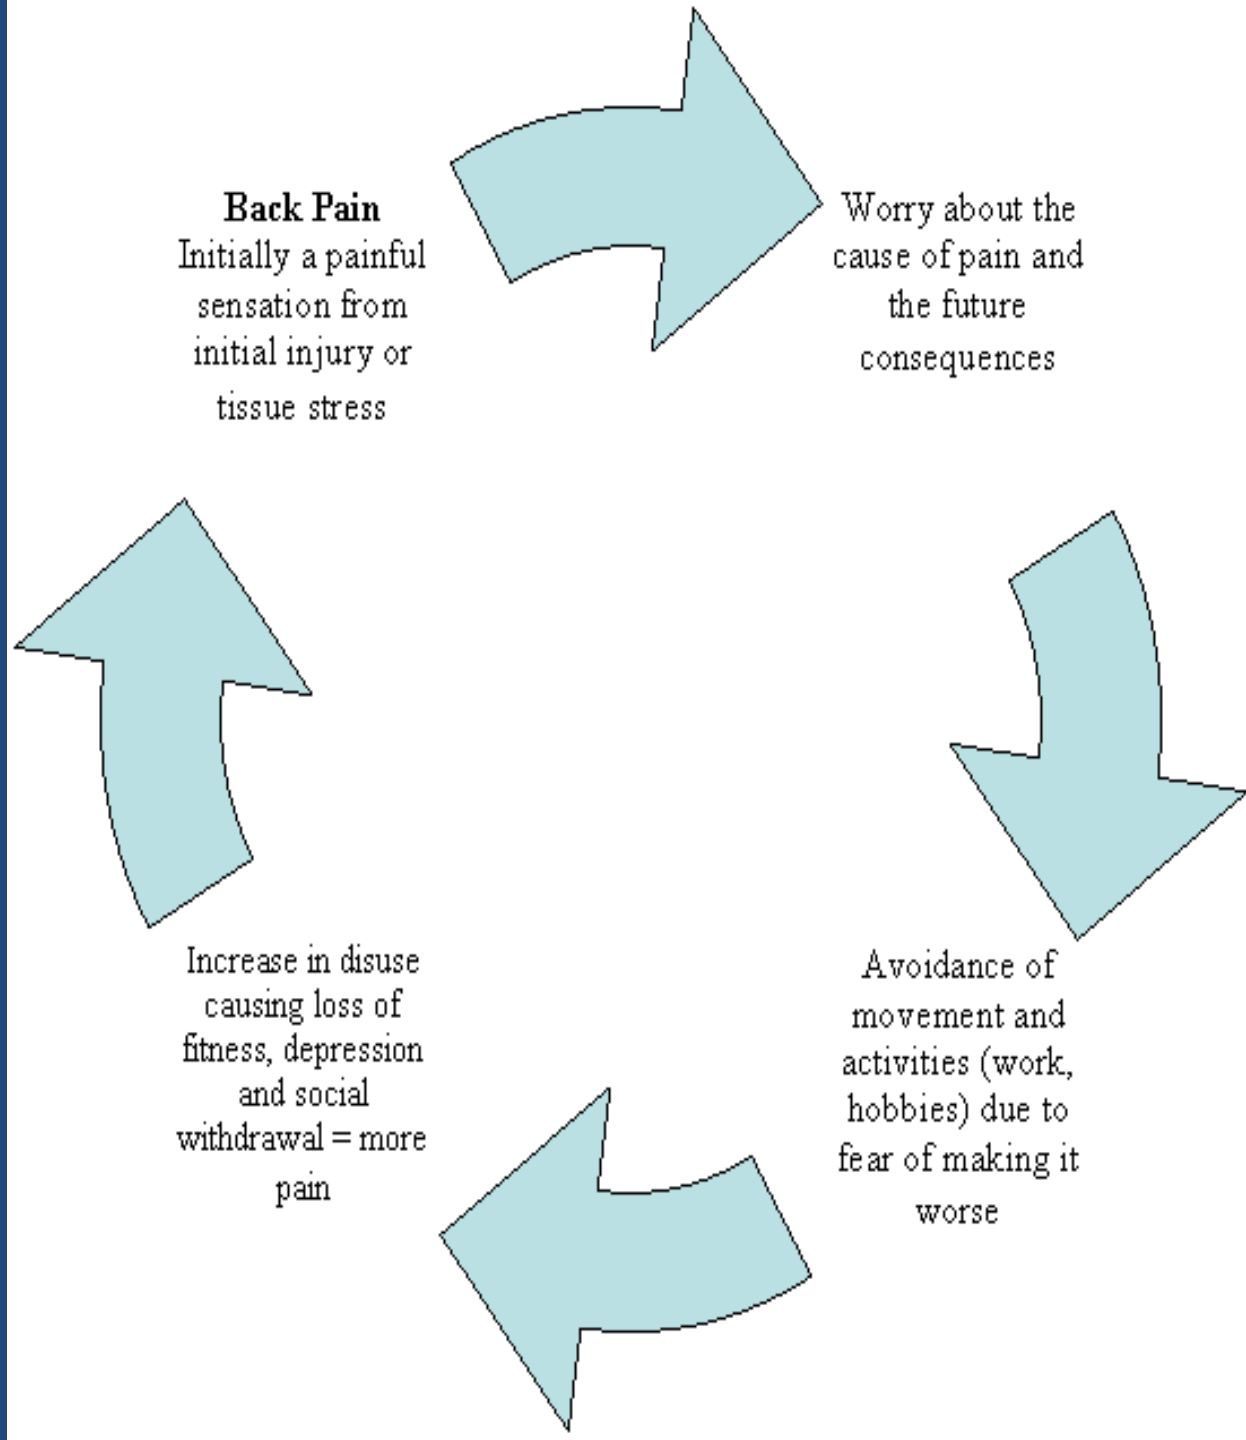 Back Pain
Initially a painful
sensation from
initial injury or
tissue stress
Worry about the
cause of pain and
the future
consequences
Avoidance of
movement and
activities (work,
hobbies) due to
fear of making it
worse
Increase in disuse
causing loss of
fitness, depression
and social
withdrawal = more
pain